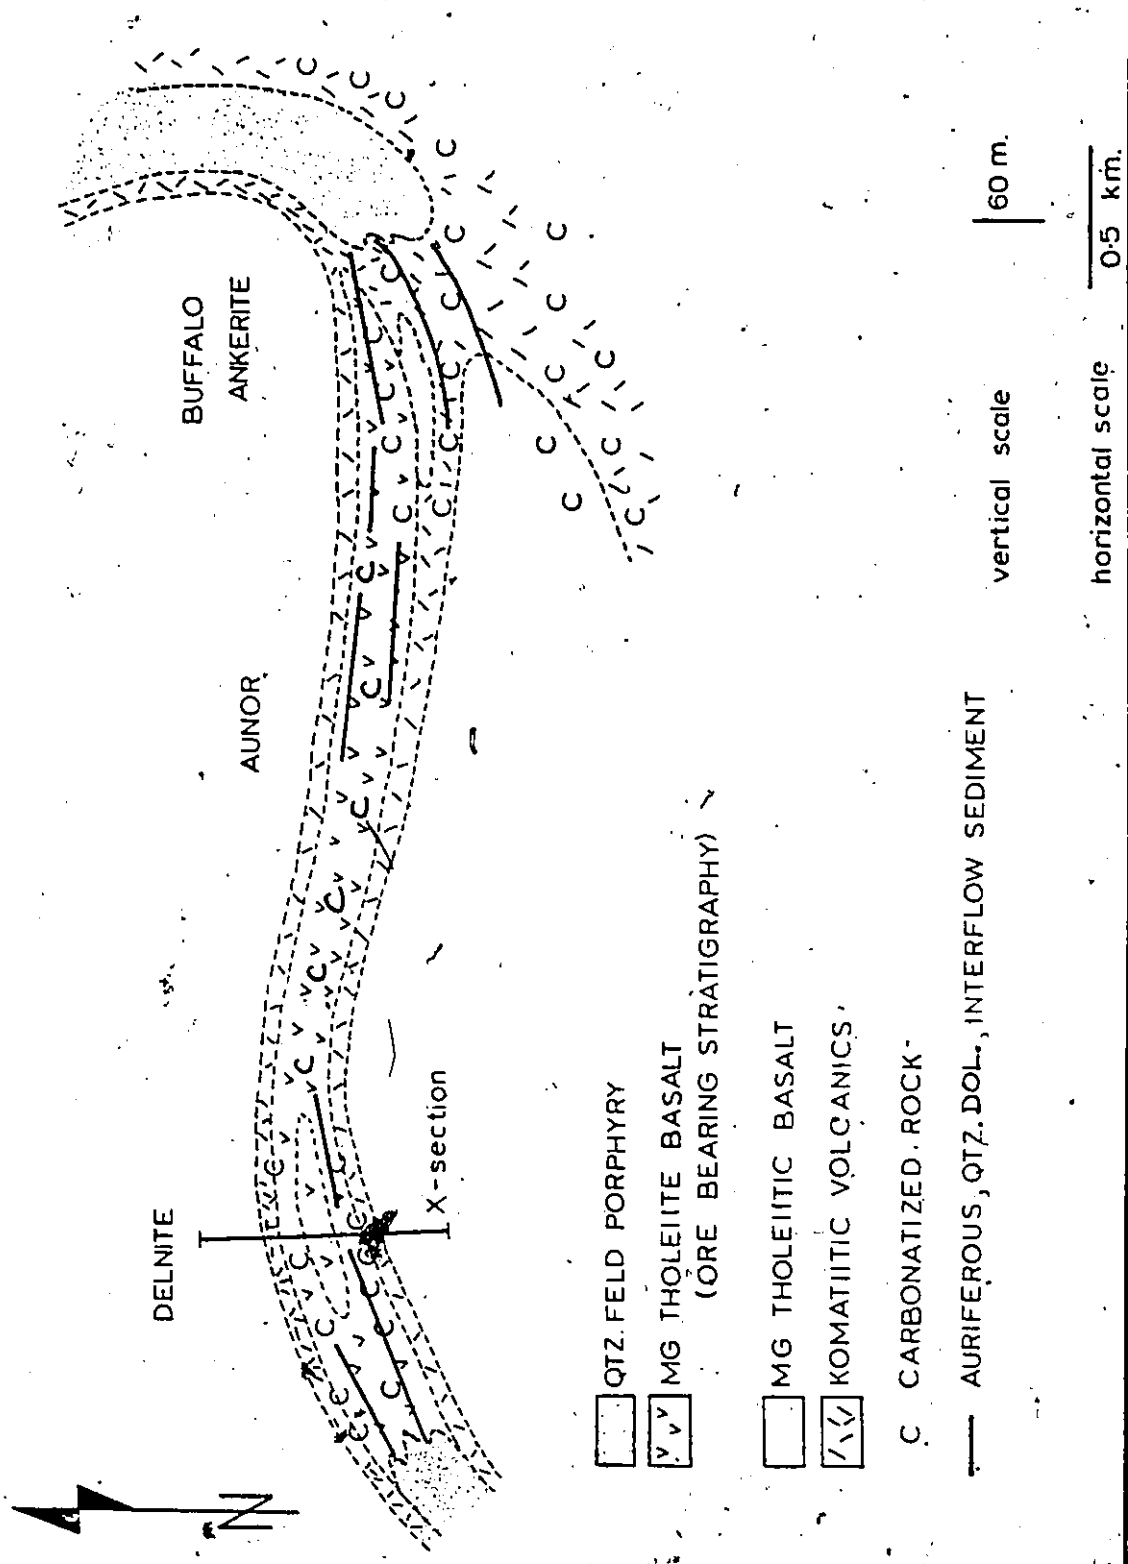 N
DELNITE
AUNOR
BUFFALO
ANKERITE
X-section
QTZ. FELD PORPHYRY
MG THOLEIITE BASALT
(ORE BEARING STRATIGRAPHY)
MG THOLEIITIC BASALT
KOMATIITIC VOLCANICS
C CARBONATIZED ROCK
AURIFEROUS, QTZ. DOL., INTERFLOW SEDIMENT
vertical scale
60 m.
horizontal scale
0·5 km.